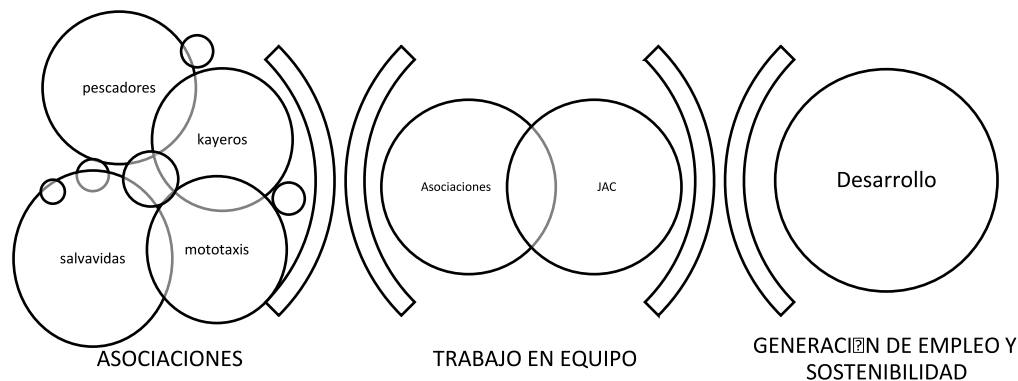 pescadores
kayeros
salvavidas
mototaxis
ASOCIACIONES
Asociaciones
JAC
TRABAJO EN EQUIPO
Desarrollo
GENERACI�N DE EMPLEO Y
SOSTENIBILIDAD